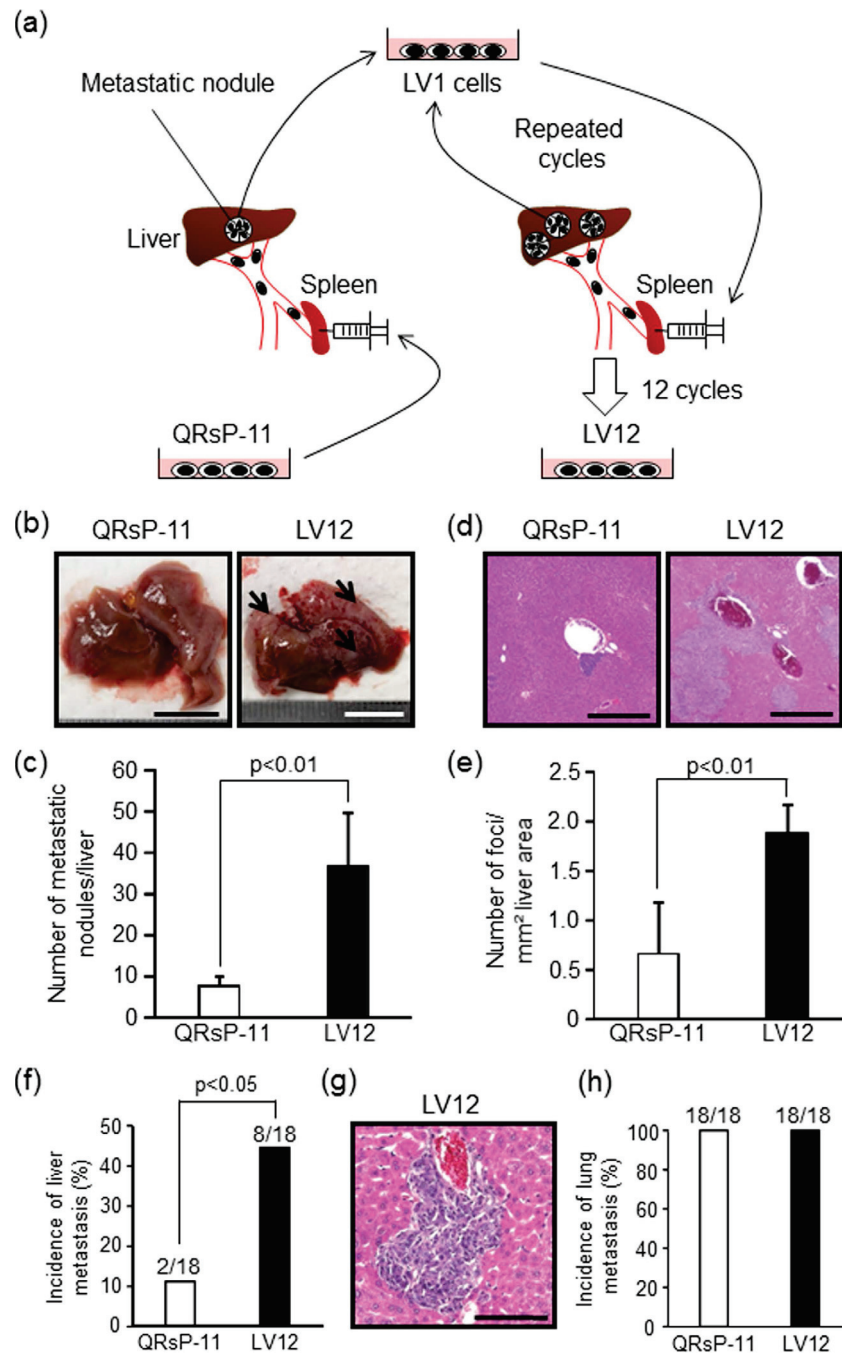 (a)
Metastatic nodule
LV1 cells
Repeated
cycles
Liver
Spleen
Spleen
12 cycles
QRsP-11
LV12
(b)
QRsP-11
LV12
(d)
QRsP-11
LV12
(c)
Number of metastatic
nodules/liver
60
50
40
30
20
10
0
p<0.01
QRsP-11
LV12
(e)
Number of foci/
mm² liver area
2.5
2.0
1.5
1.0
0.5
0
p<0.01
QRsP-11
LV12
(f)
Incidence of liver
metastasis (%)
50
40
30
20
10
0
p<0.05
2/18
8/18
QRsP-11
LV12
(g)
LV12
(h)
Incidence of lung
metastasis (%)
100
80
60
40
20
0
18/18
18/18
QRsP-11
LV12